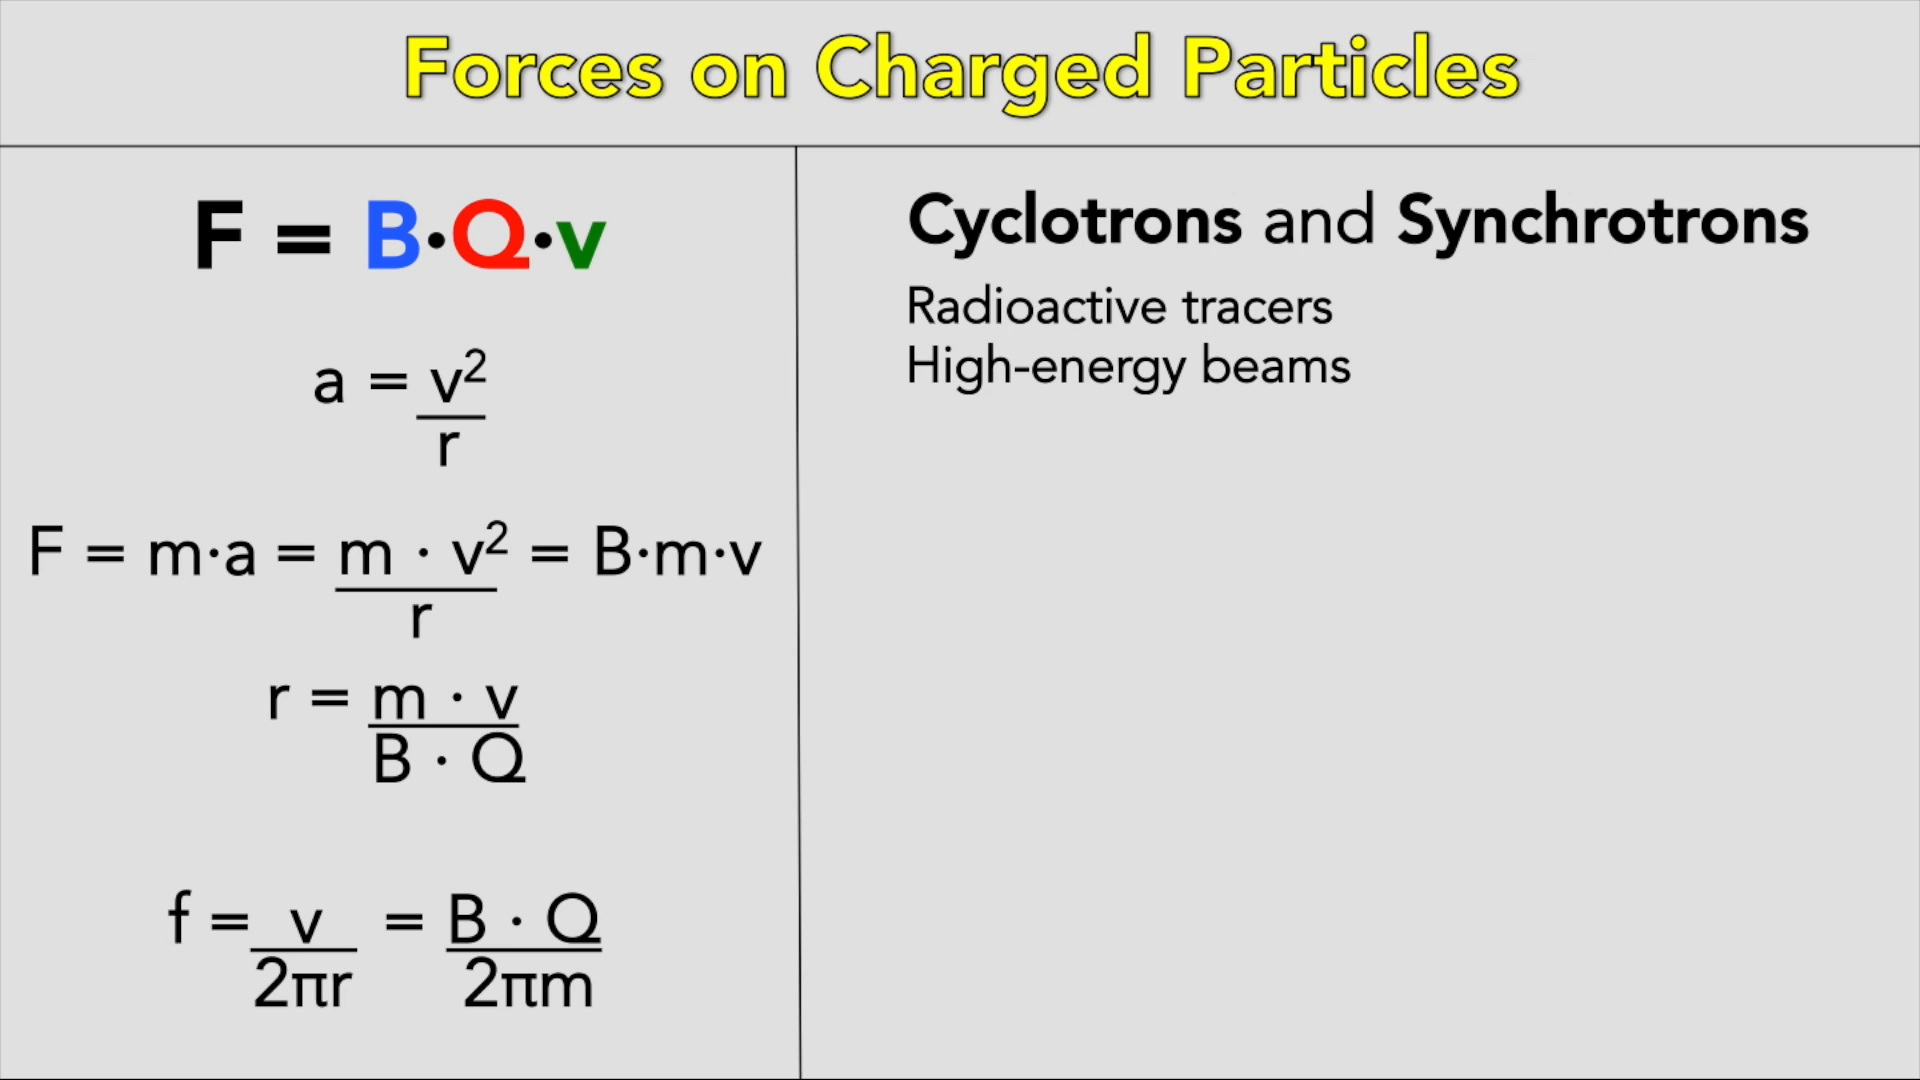 Forces on Charged Particles
F = B·Q·v
a = v²
r
F = m·a = m · v² = B·m·v
r
r = m · v
B · Q
f = v = B · Q
2πr 2πm
Cyclotrons and Synchrotrons
Radioactive tracers
High-energy beams